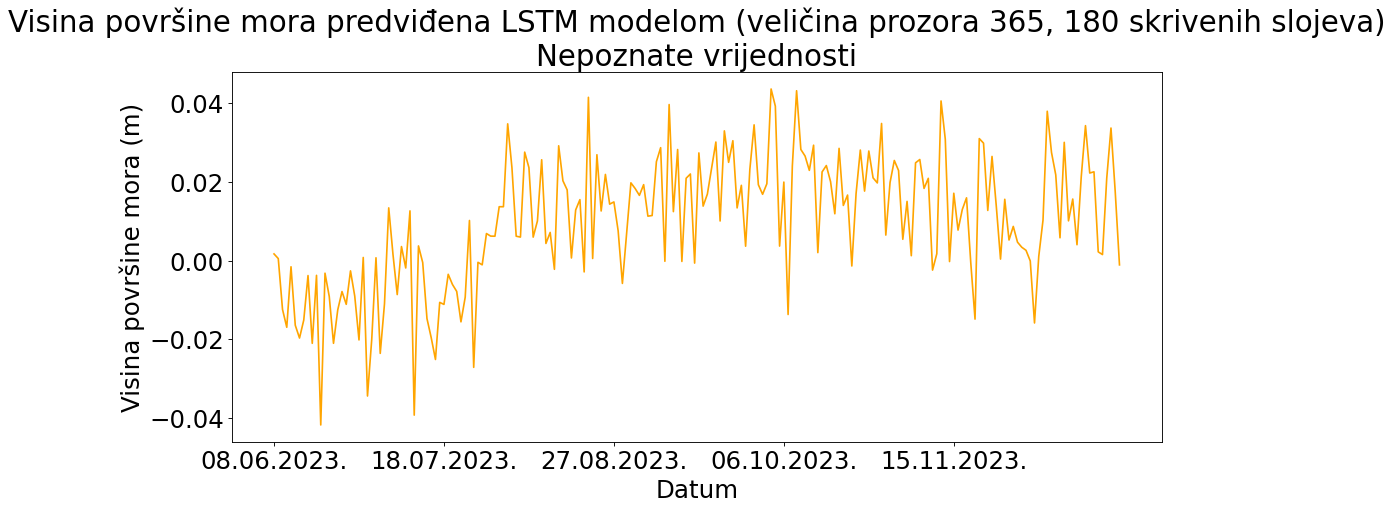 Visina površine mora predviđena LSTM modelom (veličina prozora 365, 180 skrivenih slojeva)
Nepoznate vrijednosti
Visina površine mora (m)
0.04
0.02
0.00
−0.02
−0.04
08.06.2023. 18.07.2023. 27.08.2023. 06.10.2023. 15.11.2023.
Datum